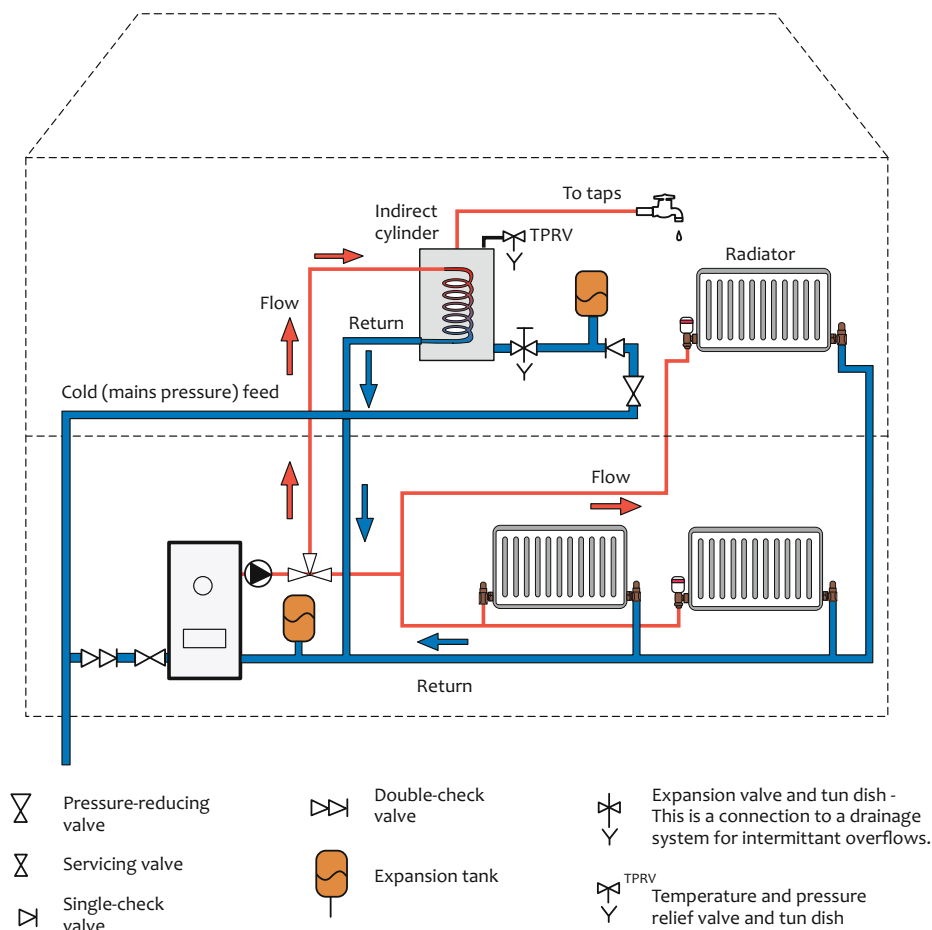 To taps
Indirect
cylinder
TPRV
Radiator
Flow
Return
Cold (mains pressure) feed
Flow
Return
Pressure-reducing
valve
Servicing valve
Single-check
valve
Double-check
valve
Expansion tank
Expansion valve and tun dish -
This is a connection to a drainage
system for intermittant overflows.
TPRV
Temperature and pressure
relief valve and tun dish